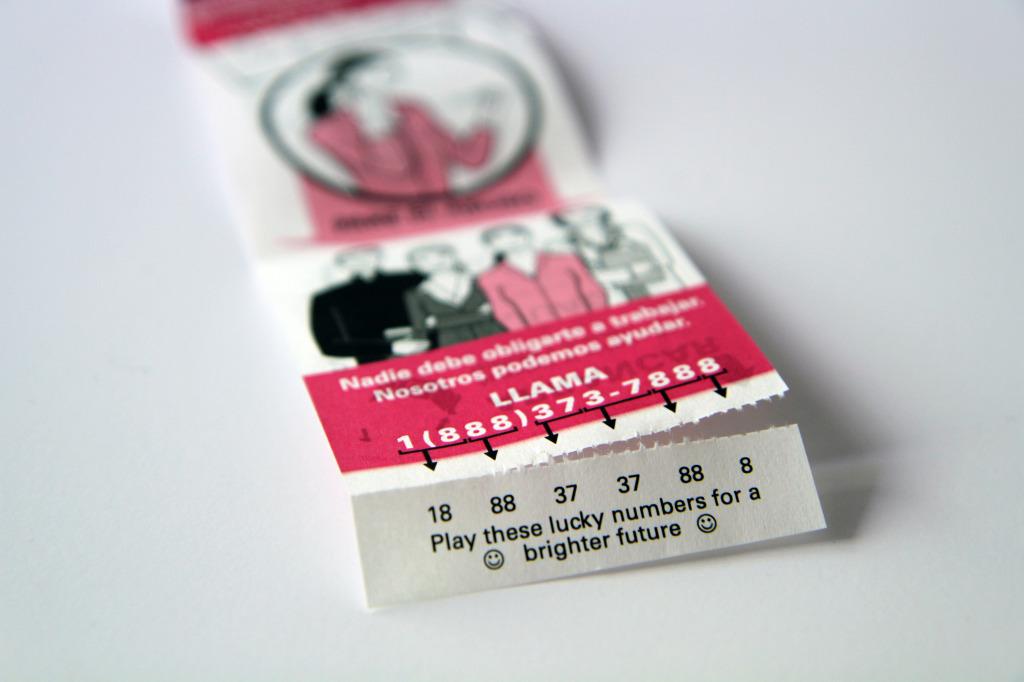 Nadie debe obligarte a trabajar.
Nosotros podemos ayudar.
LLAMA
1(888)373-7888
18 88 37 37 88 8
Play these lucky numbers for a
☺ brighter future ☺